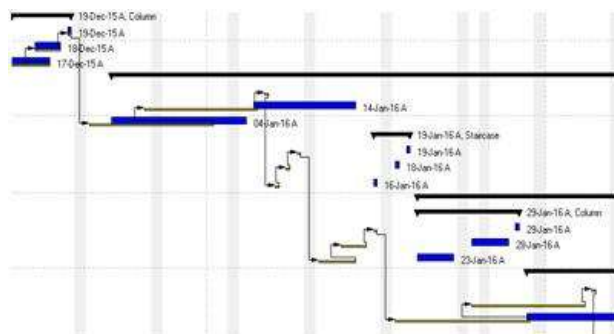 19-Dec-15 A, Column
19-Dec-15 A
18-Dec-15 A
17-Dec-15 A
14-Jan-16 A
04-Jan-16 A
19-Jan-16 A, Starcase
19-Jan-16 A
18-Jan-16 A
16-Jan-16 A
29-Jan-16 A, Column
29-Jan-16 A
28-Jan-16 A
23-Jan-16 A